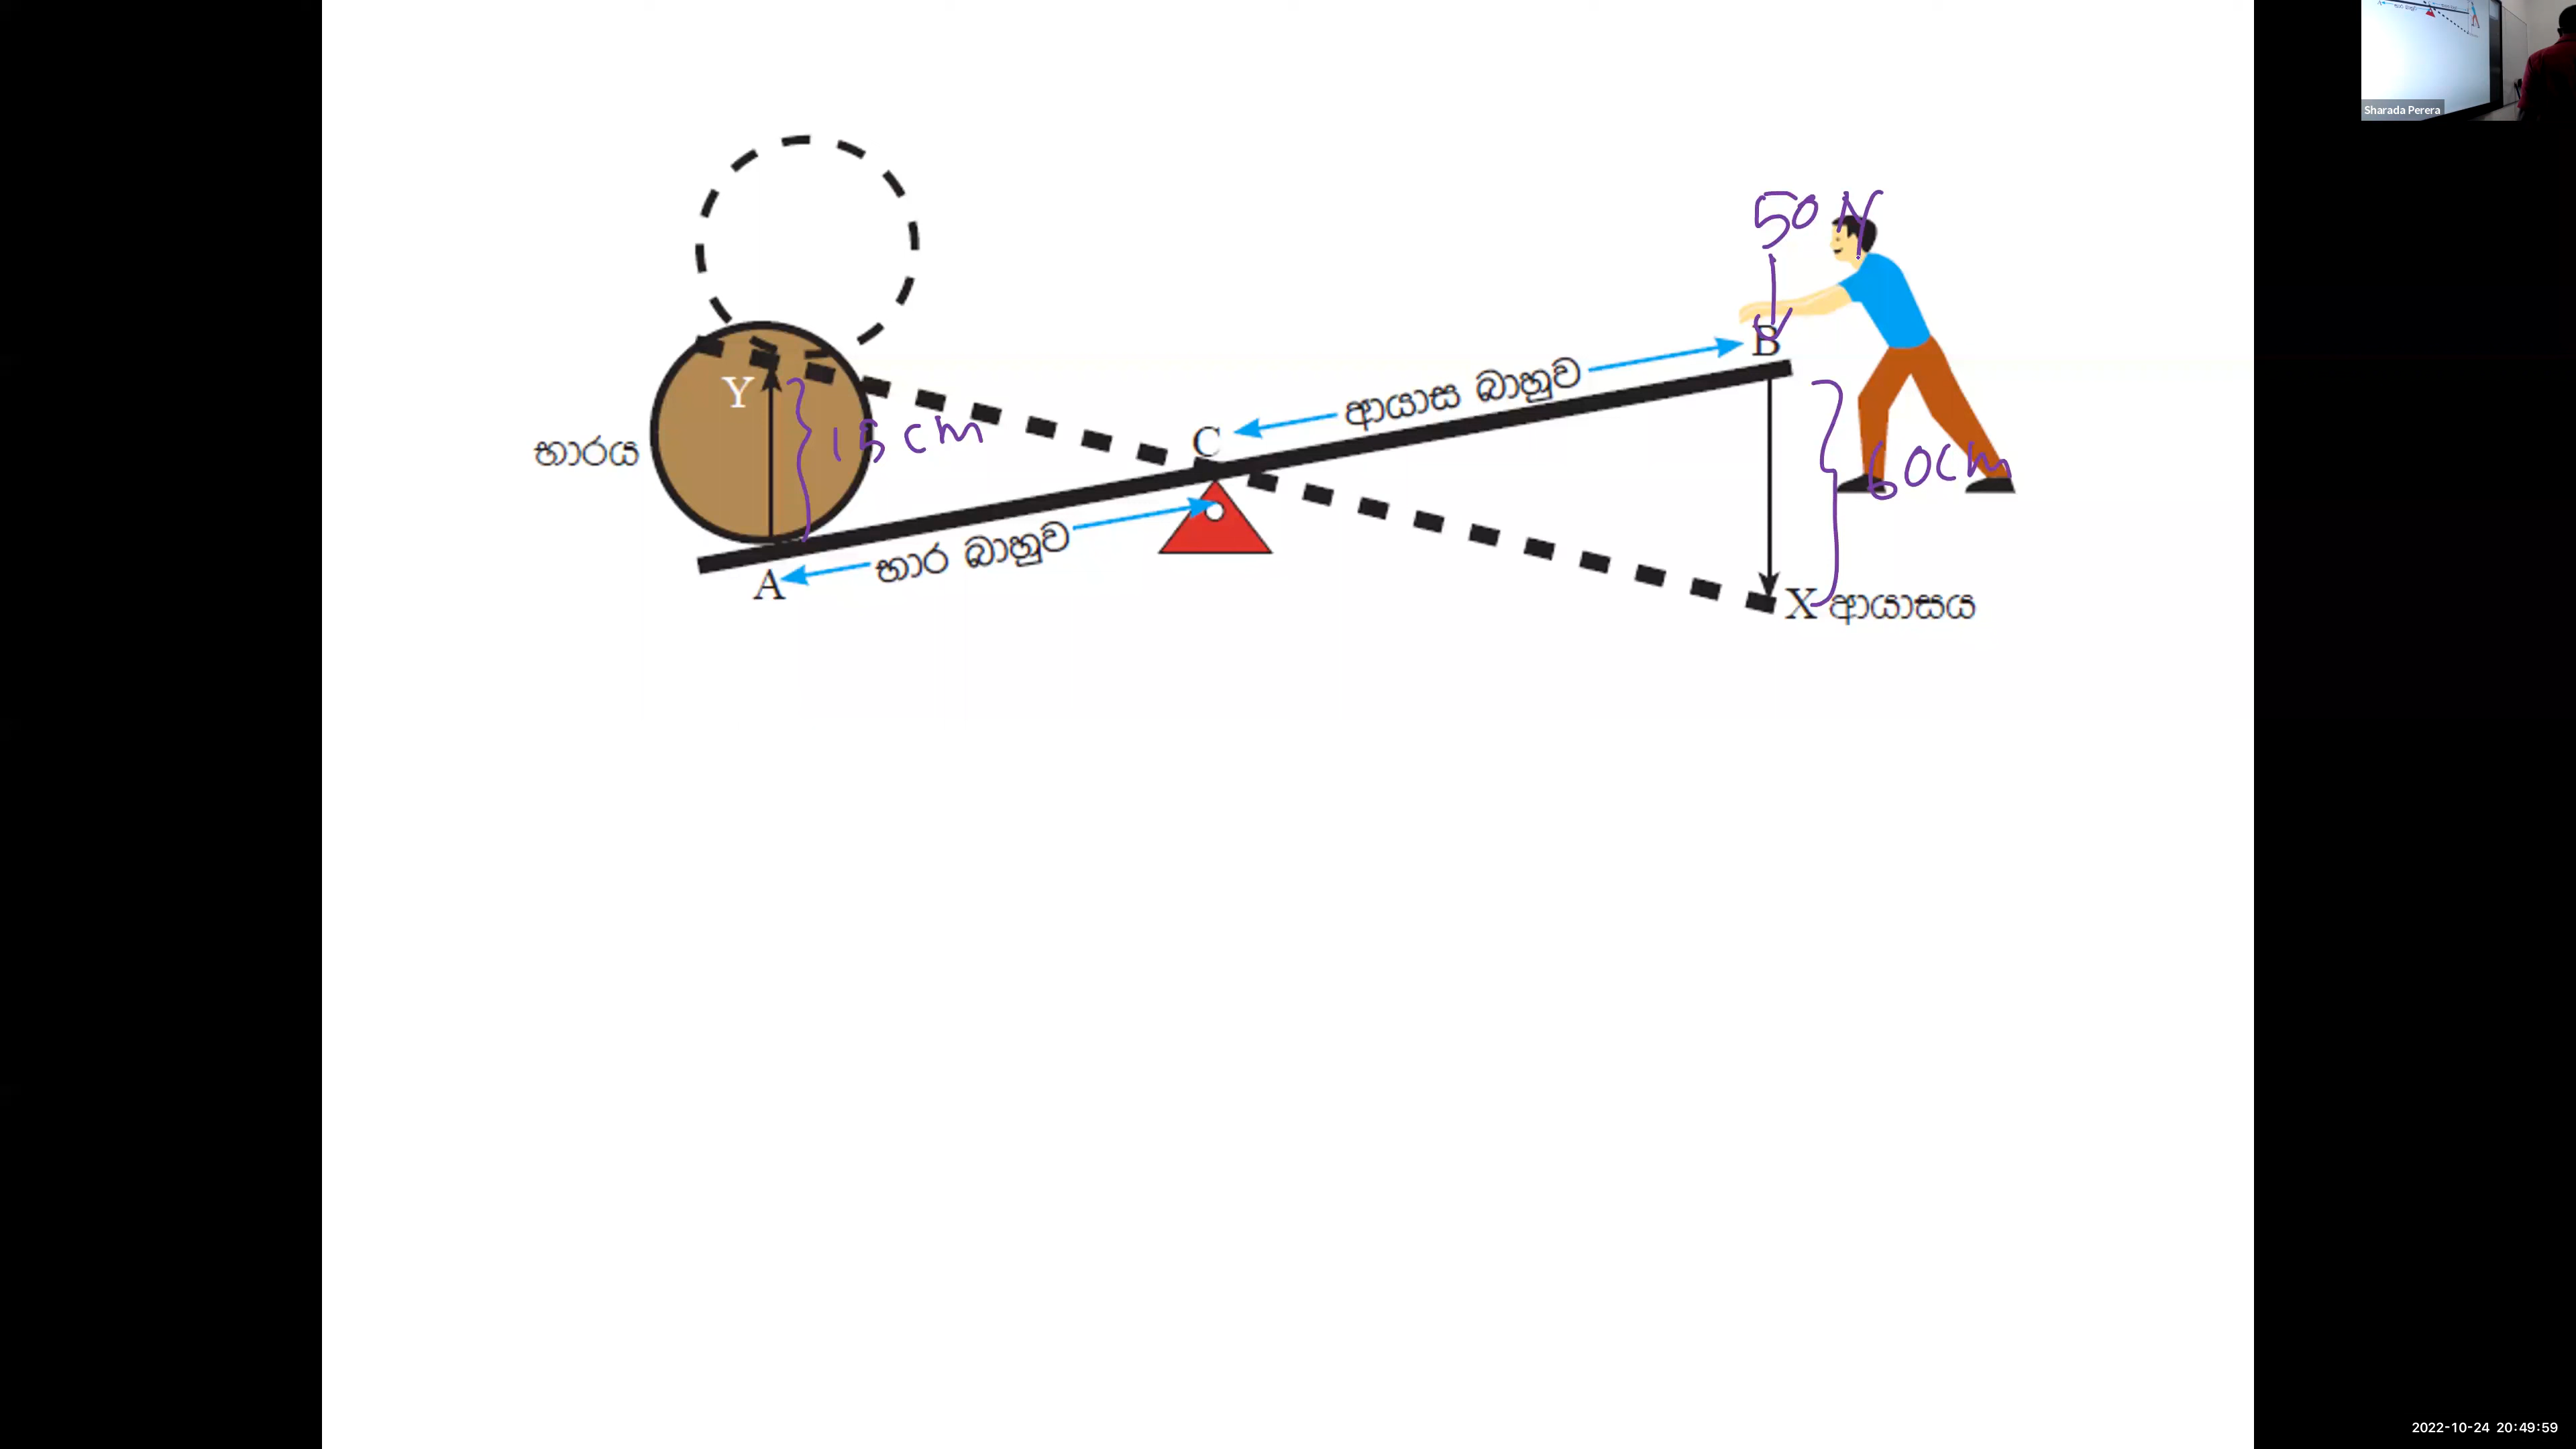 Sharada Perera
50 N
B
ආයාස බාහුව
Y
15 cm
C
භාරය
60cm
භාර බාහුව
A
X ආයාසය
2022-10-24 20:49:59